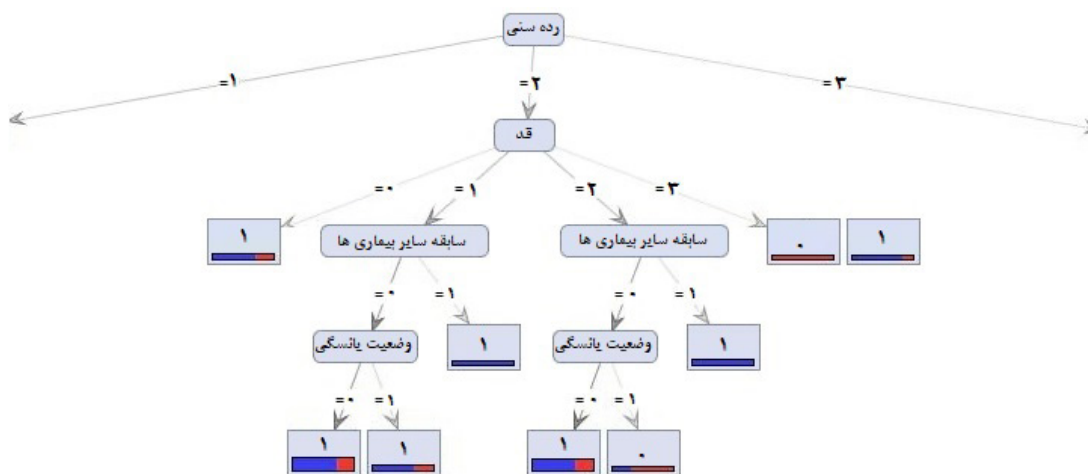 رده سنی
=۱ =۲ =۳
قد
=۰ =۱ =۲ =۳
۱ سابقه سایر بیماری ها سابقه سایر بیماری ها ۰ ۱
=۰ =۱ =۰ =۱
وضعیت یائسگی ۱ وضعیت یائسگی ۱
=۰ =۱ =۰ =۱
۱ ۱ ۱ ۰